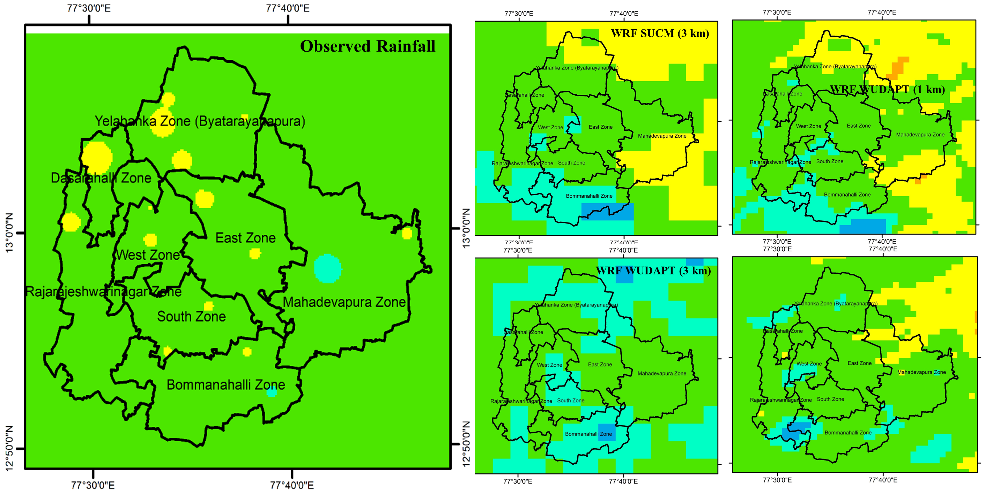 77°30'0"E
77°40'0"E
Observed Rainfall
Yelahanka Zone (Byatarayanapura)
Dasarahalli Zone
East Zone
West Zone
Rajarajeshwarinagar Zone
Mahadevapura Zone
South Zone
Bommanahalli Zone
13°0'0"N
12°50'0"N
77°30'0"E
77°40'0"E
77°30'0"E
77°40'0"E
WRF SUCM (3 km)
Yelahanka Zone (Byatarayanapura)
Dasarahalli Zone
West Zone
East Zone
Mahadevapura Zone
Rajarajeshwarinagar Zone
South Zone
Bommanahalli Zone
13°0'0"N
77°30'0"E
77°40'0"E
77°30'0"E
77°40'0"E
Yelahanka Zone (Byatarayanapura)
WRF WUDAPT (1 km)
Dasarahalli Zone
West Zone
East Zone
Mahadevapura Zone
Rajarajeshwarinagar Zone
South Zone
Bommanahalli Zone
77°30'0"E
77°40'0"E
77°30'0"E
77°40'0"E
WRF WUDAPT (3 km)
Yelahanka Zone (Byatarayanapura)
Dasarahalli Zone
West Zone
East Zone
Mahadevapura Zone
Rajarajeshwarinagar Zone
South Zone
Bommanahalli Zone
12°50'0"N
77°30'0"E
77°40'0"E
77°30'0"E
77°40'0"E
Yelahanka Zone (Byatarayanapura)
Dasarahalli Zone
West Zone
East Zone
Mahadevapura Zone
Rajarajeshwarinagar Zone
South Zone
Bommanahalli Zone
77°30'0"E
77°40'0"E